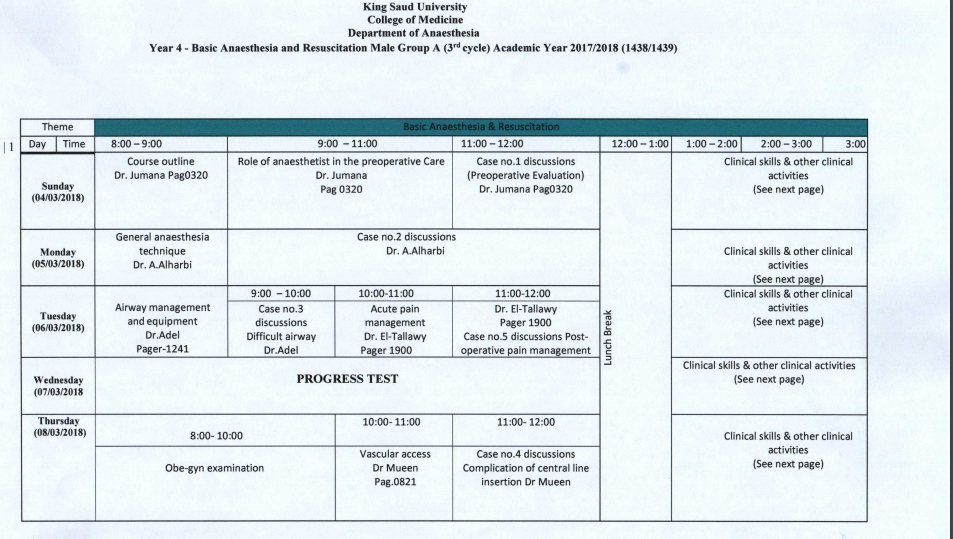 King Saud University
College of Medicine
Department of Anaesthesia
Year 4 - Basic Anaesthesia and Resuscitation Male Group A (3rd cycle) Academic Year 2017/2018 (1438/1439)
Theme
Basic Anaesthesia & Resuscitation
| 1
Day Time 8:00 – 9:00 9:00 – 11:00 11:00 – 12:00 12:00 – 1:00 1:00 – 2:00 2:00 – 3:00 3:00
Sunday
(04/03/2018)
Course outline
Dr. Jumana Pag0320
Role of anaesthetist in the preoperative Care
Dr. Jumana
Pag 0320
Case no.1 discussions
(Preoperative Evaluation)
Dr. Jumana Pag0320
Clinical skills & other clinical
activities
(See next page)
Monday
(05/03/2018)
General anaesthesia
technique
Dr. A.Alharbi
Case no.2 discussions
Dr. A.Alharbi
Clinical skills & other clinical
activities
(See next page)
Tuesday
(06/03/2018)
Airway management
and equipment
Dr.Adel
Pager-1241
9:00 – 10:00
Case no.3
discussions
Difficult airway
Dr.Adel
10:00-11:00
Acute pain
management
Dr. El-Tallawy
Pager 1900
11:00-12:00
Dr. El-Tallawy
Pager 1900
Case no.5 discussions Post-
operative pain management
Lunch Break
Clinical skills & other clinical
activities
(See next page)
Wednesday
(07/03/2018
PROGRESS TEST
Clinical skills & other clinical activities
(See next page)
Thursday
(08/03/2018)
8:00- 10:00
Obe-gyn examination
10:00- 11:00
Vascular access
Dr Mueen
Pag.0821
11:00- 12:00
Case no.4 discussions
Complication of central line
insertion Dr Mueen
Clinical skills & other clinical
activities
(See next page)